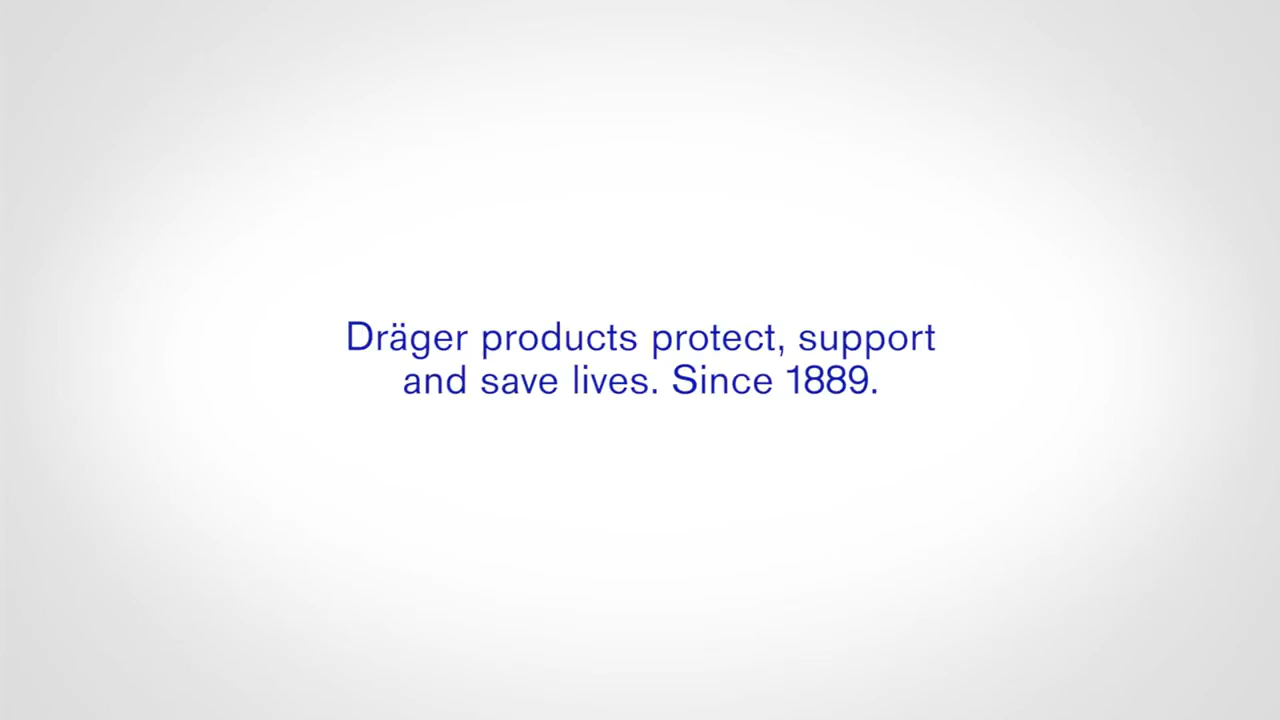 Dräger products protect, support
and save lives. Since 1889.